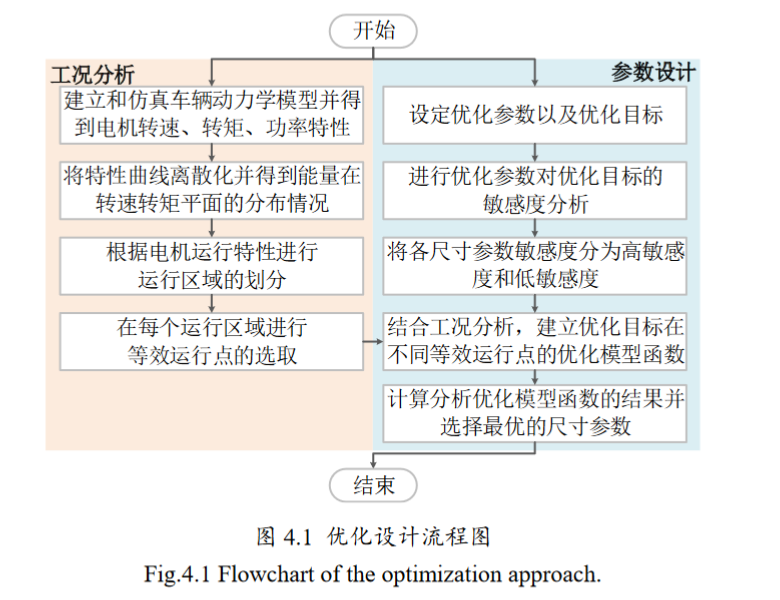 开始
工况分析
建立和仿真车辆动力学模型并得
到电机转速、转矩、功率特性
将特性曲线离散化并得到能量在
转速转矩平面的分布情况
根据电机运行特性进行
运行区域的划分
在每个运行区域进行
等效运行点的选取
参数设计
设定优化参数以及优化目标
进行优化参数对优化目标的
敏感度分析
将各尺寸参数敏感度分为高敏感
度和低敏感度
结合工况分析，建立优化目标在
不同等效运行点的优化模型函数
计算分析优化模型函数的结果并
选择最优的尺寸参数
结束
图 4.1 优化设计流程图
Fig.4.1 Flowchart of the optimization approach.